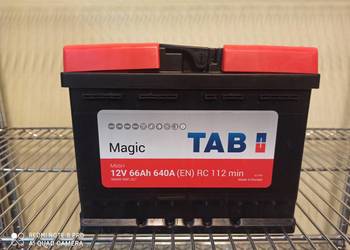 Magic
TAB
12V 66Ah 640A (EN) RC 112 min
REDMI NOTE 8 PRO
AI QUAD CAMERA